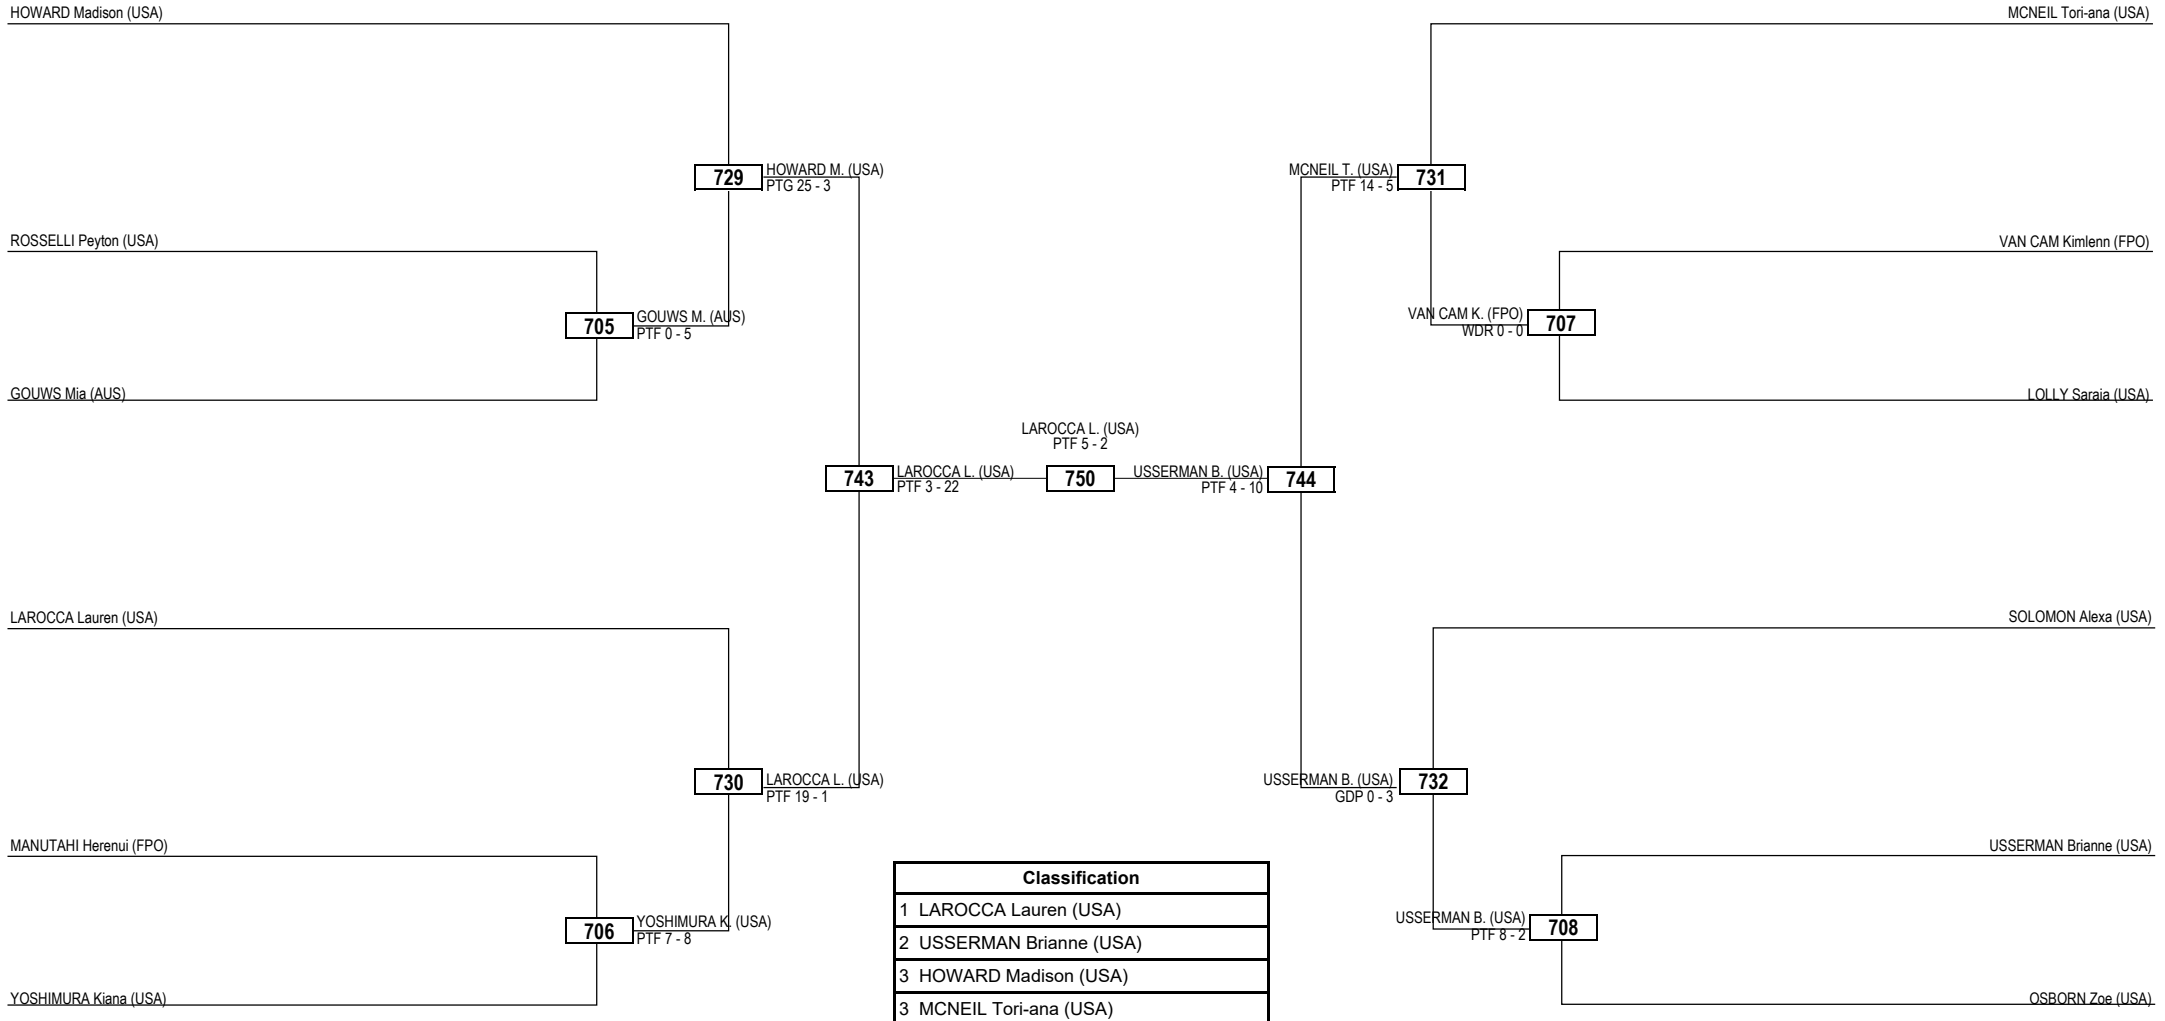 HOWARD Madison (USA)
MCNEIL Tori-ana (USA)
729
HOWARD M. (USA)
PTG 25 - 3
MCNEIL T. (USA)
PTF 14 - 5
731
ROSSELLI Peyton (USA)
VAN CAM Kimlenn (FPO)
705
GOUWS M. (AUS)
PTF 0 - 5
VAN CAM K. (FPO)
WDR 0 - 0
707
GOUWS Mia (AUS)
LOLLY Saraia (USA)
LAROCCA L. (USA)
PTF 5 - 2
743
LAROCCA L. (USA)
PTF 3 - 22
750
USSERMAN B. (USA)
PTF 4 - 10
744
LAROCCA Lauren (USA)
SOLOMON Alexa (USA)
730
LAROCCA L. (USA)
PTF 19 - 1
USSERMAN B. (USA)
GDP 0 - 3
732
MANUTAHI Herenui (FPO)
USSERMAN Brianne (USA)
706
YOSHIMURA K. (USA)
PTF 7 - 8
USSERMAN B. (USA)
PTF 8 - 2
708
YOSHIMURA Kiana (USA)
OSBORN Zoe (USA)
Classification
1 LAROCCA Lauren (USA)
2 USSERMAN Brianne (USA)
3 HOWARD Madison (USA)
3 MCNEIL Tori-ana (USA)